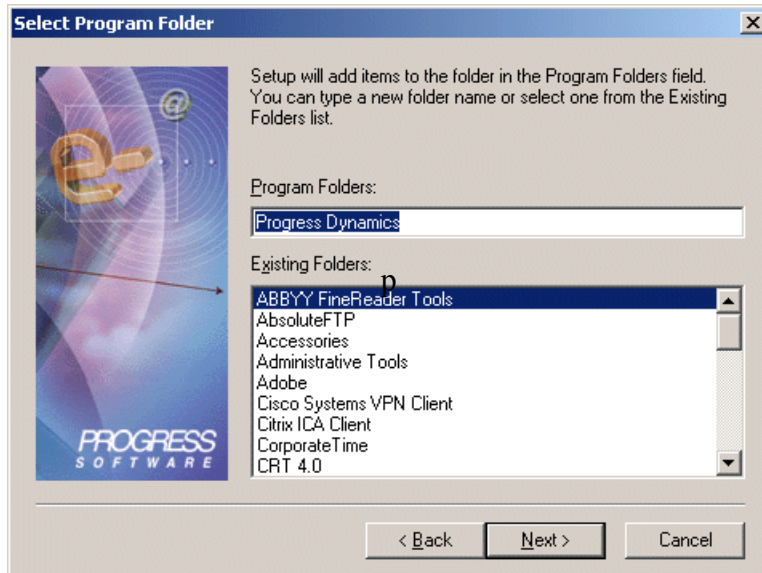 Select Program Folder
Setup will add items to the folder in the Program Folders field.
You can type a new folder name or select one from the Existing
Folders list.
@
e-
Program Folders:
Progress Dynamics
Existing Folders:
p
ABBYY FineReader Tools
AbsoluteFTP
Accessories
Administrative Tools
Adobe
Cisco Systems VPN Client
Citrix ICA Client
CorporateTime
CRT 4.0
PROGRESS
SOFTWARE
< Back
Next >
Cancel